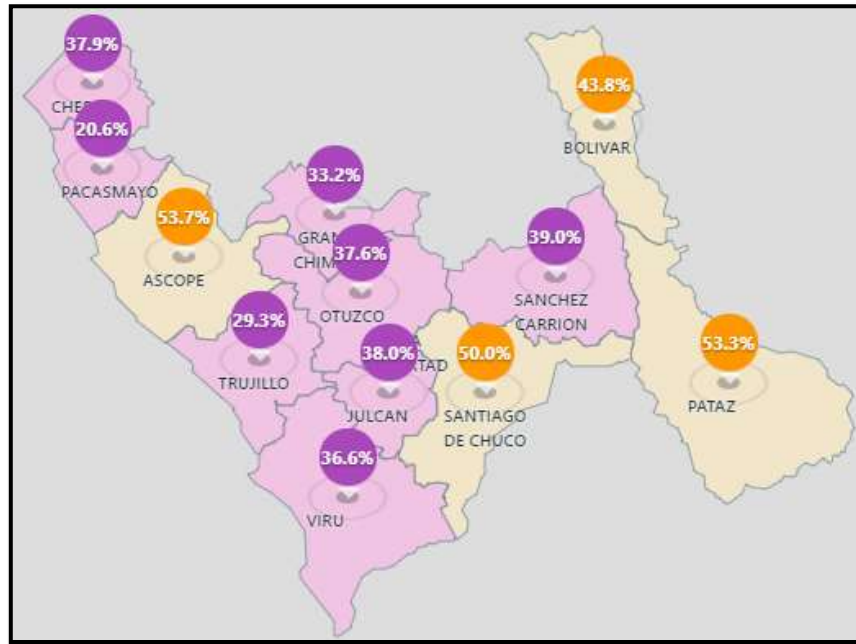 37.9%
20.6%
PACASMAYO
53.7%
ASCOPE
33.2%
37.6%
OTUZCO
29.3%
TRUJILLO
38.0%
JULCAN
36.6%
VIRU
43.8%
BOLIVAR
39.0%
SANCHEZ
CARRION
50.0%
SANTIAGO
DE CHUCO
53.3%
PATAZ